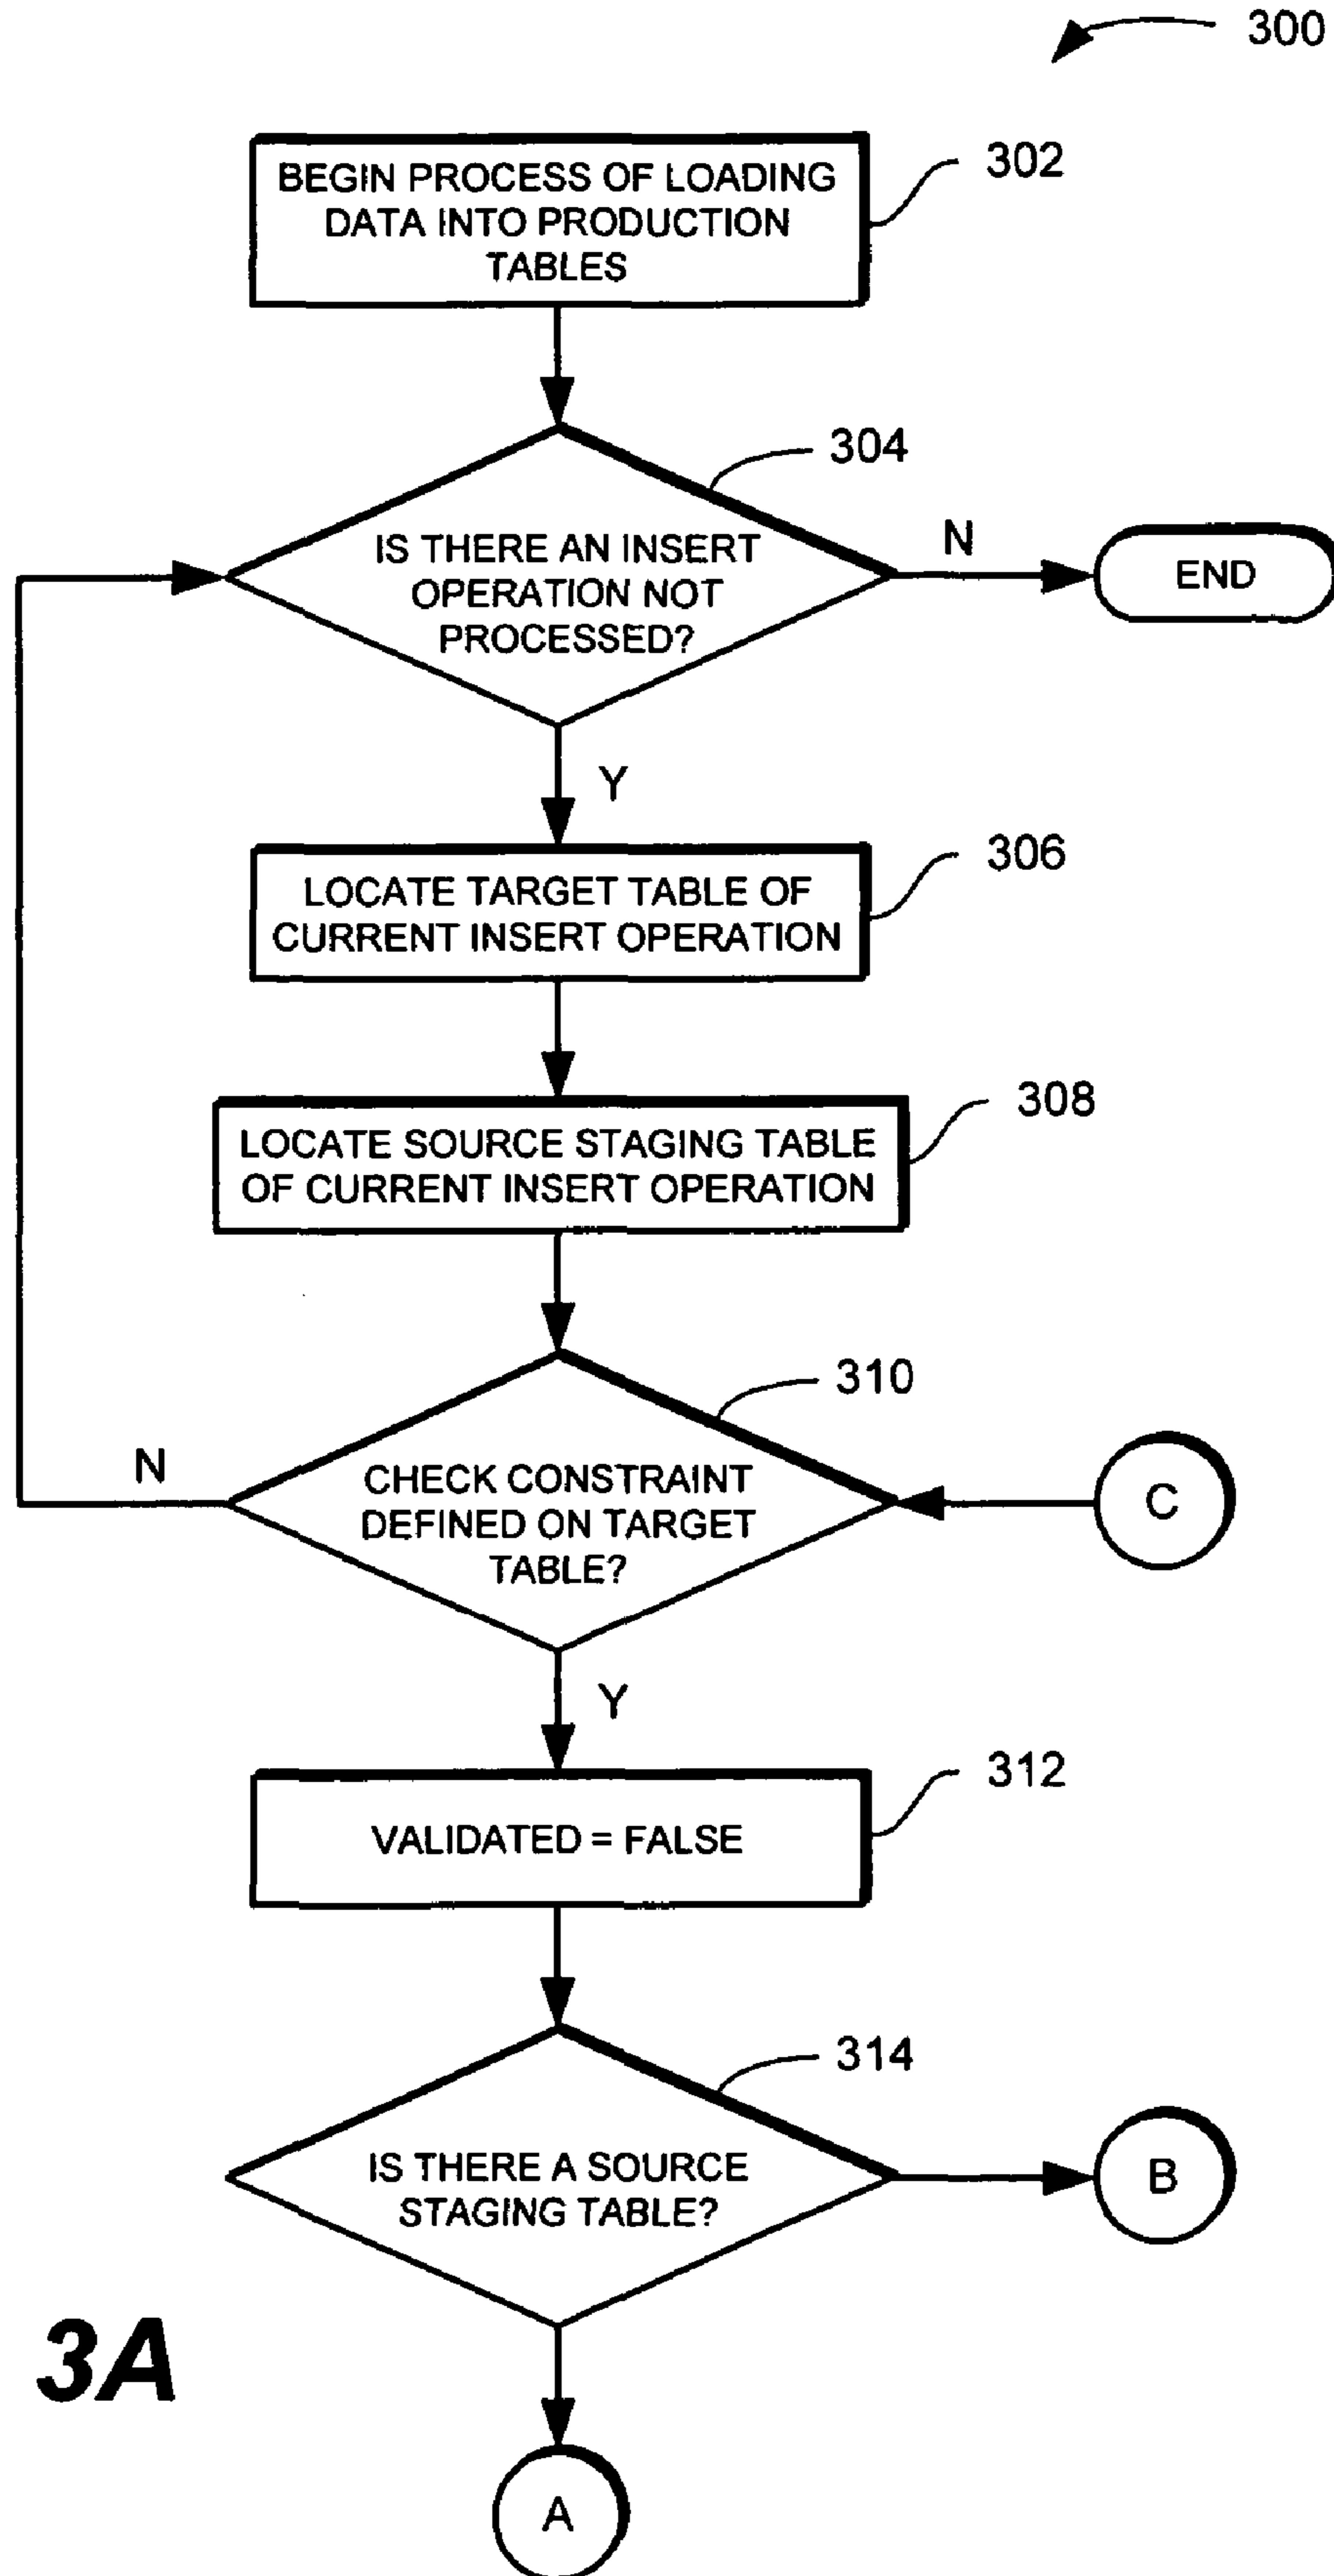 300
BEGIN PROCESS OF LOADING
DATA INTO PRODUCTION
TABLES
302
304
IS THERE AN INSERT
OPERATION NOT
PROCESSED?
N
END
Y
306
LOCATE TARGET TABLE OF
CURRENT INSERT OPERATION
308
LOCATE SOURCE STAGING TABLE
OF CURRENT INSERT OPERATION
310
N
CHECK CONSTRAINT
DEFINED ON TARGET
TABLE?
C
Y
312
VALIDATED = FALSE
314
IS THERE A SOURCE
STAGING TABLE?
B
3A
A